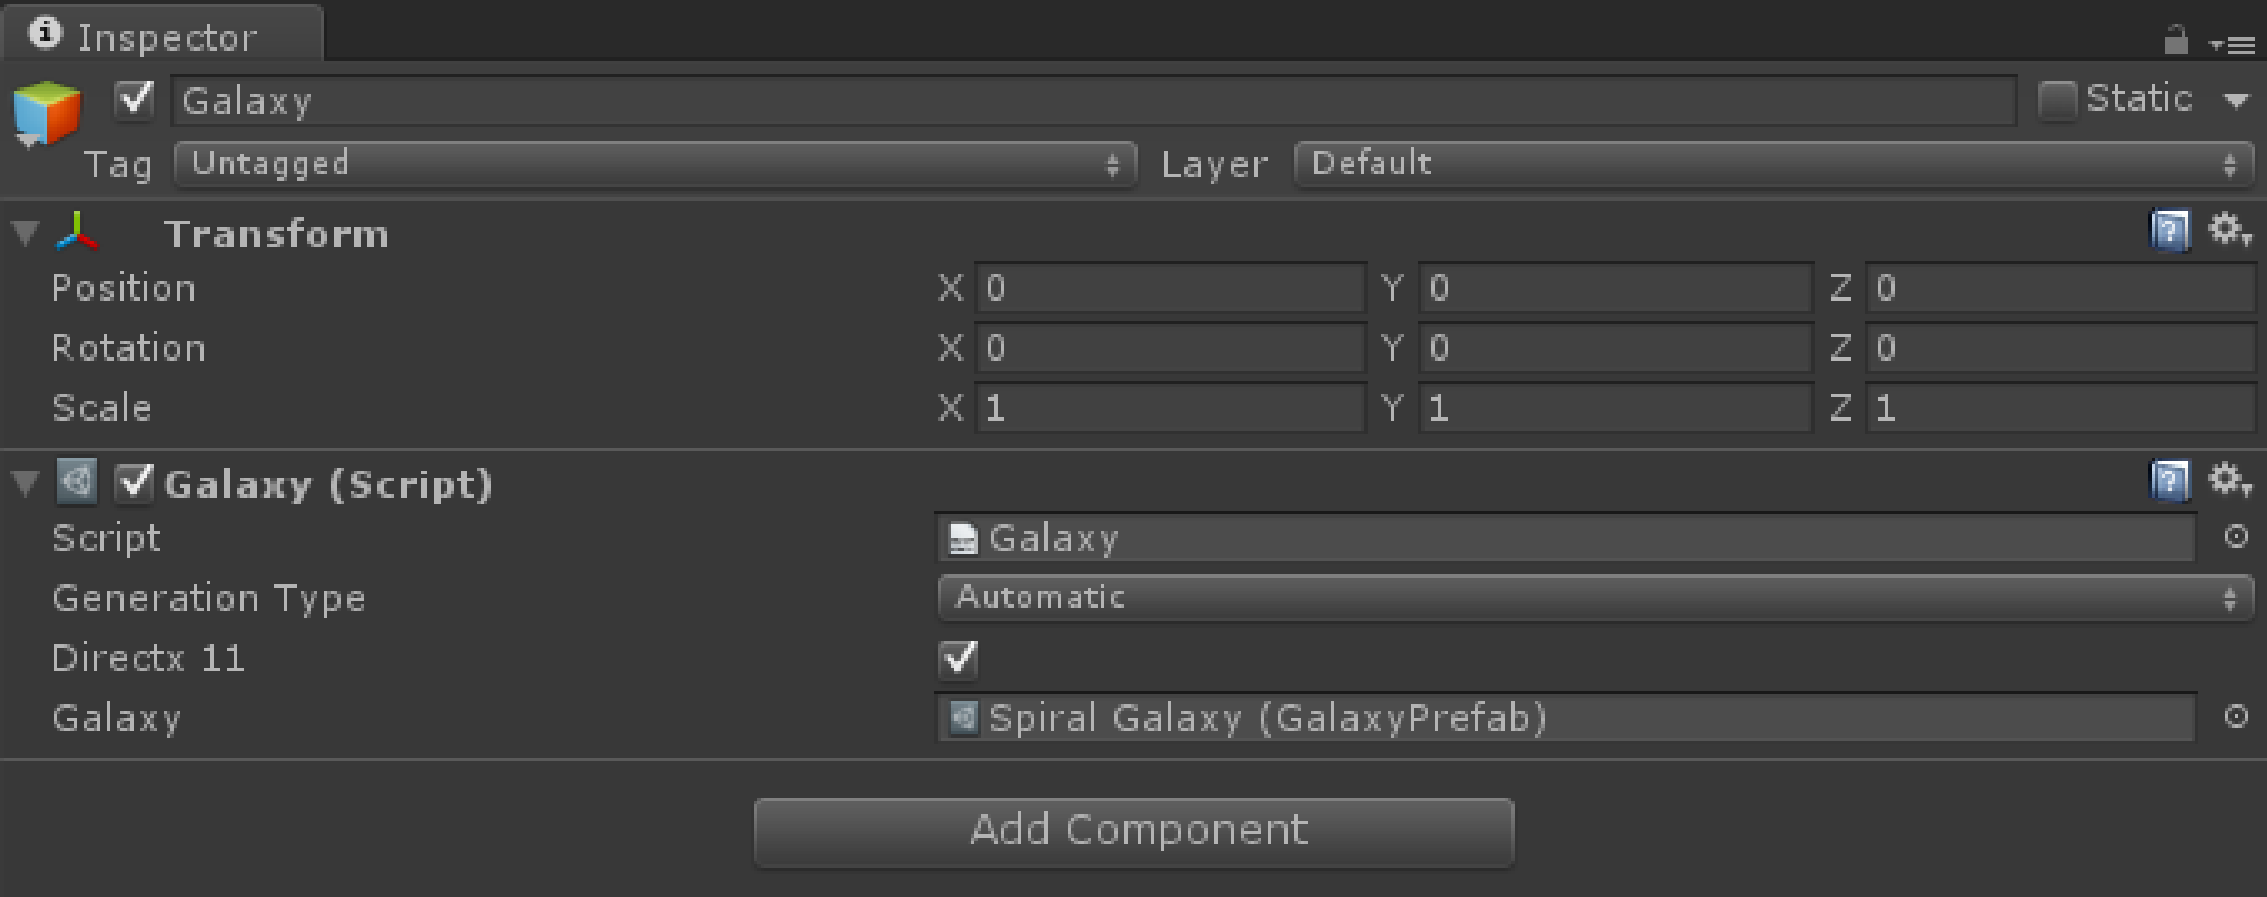 Inspector
Galaxy Static
Tag Untagged Layer Default
Transform
Position X 0 Y 0 Z 0
Rotation X 0 Y 0 Z 0
Scale X 1 Y 1 Z 1
Galaxy (Script)
Script Galaxy
Generation Type Automatic
Directx 11
Galaxy Spiral Galaxy (GalaxyPrefab)
Add Component